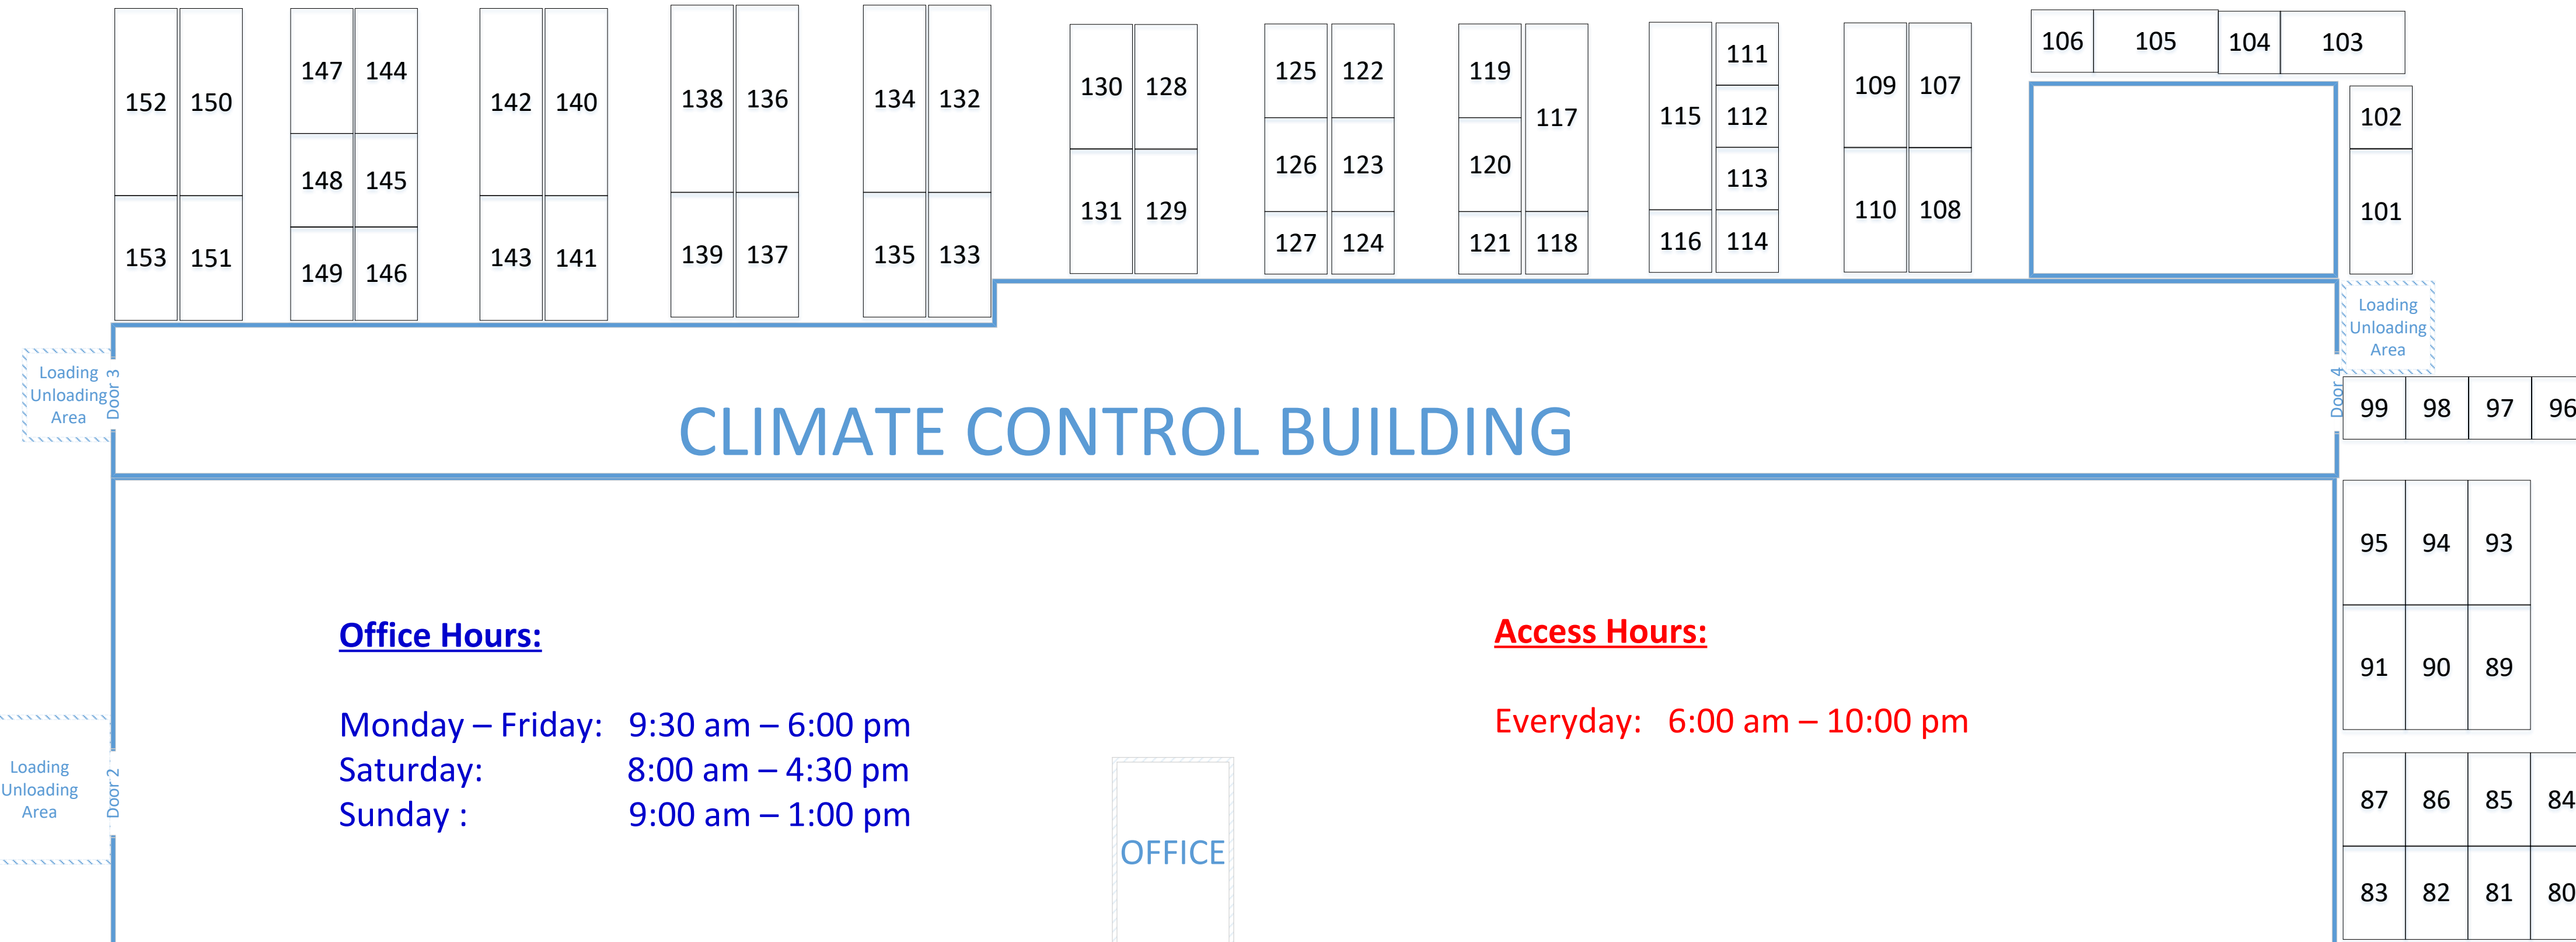 106 105 104 103
111
119 147 144 125 122
142 140 152 150 138 136 134 132 130 128 109 107
117 115 112 102
148 145 126 123 120 113
131 129 110 108 101
153 151 149 146 143 141 139 137 135 133 127 124 121 118 116 114
Loading
Unloading
Area
Door 3
Loading
Unloading
Area
Door 4
99 98 97 96
CLIMATE CONTROL BUILDING
95 94 93
91 90 89
Office Hours:
Monday – Friday: 9:30 am – 6:00 pm
Saturday: 8:00 am – 4:30 pm
Sunday : 9:00 am – 1:00 pm
Access Hours:
Everyday: 6:00 am – 10:00 pm
Loading
Unloading
Area
Door 2
OFFICE
87 86 85 84
83 82 81 80